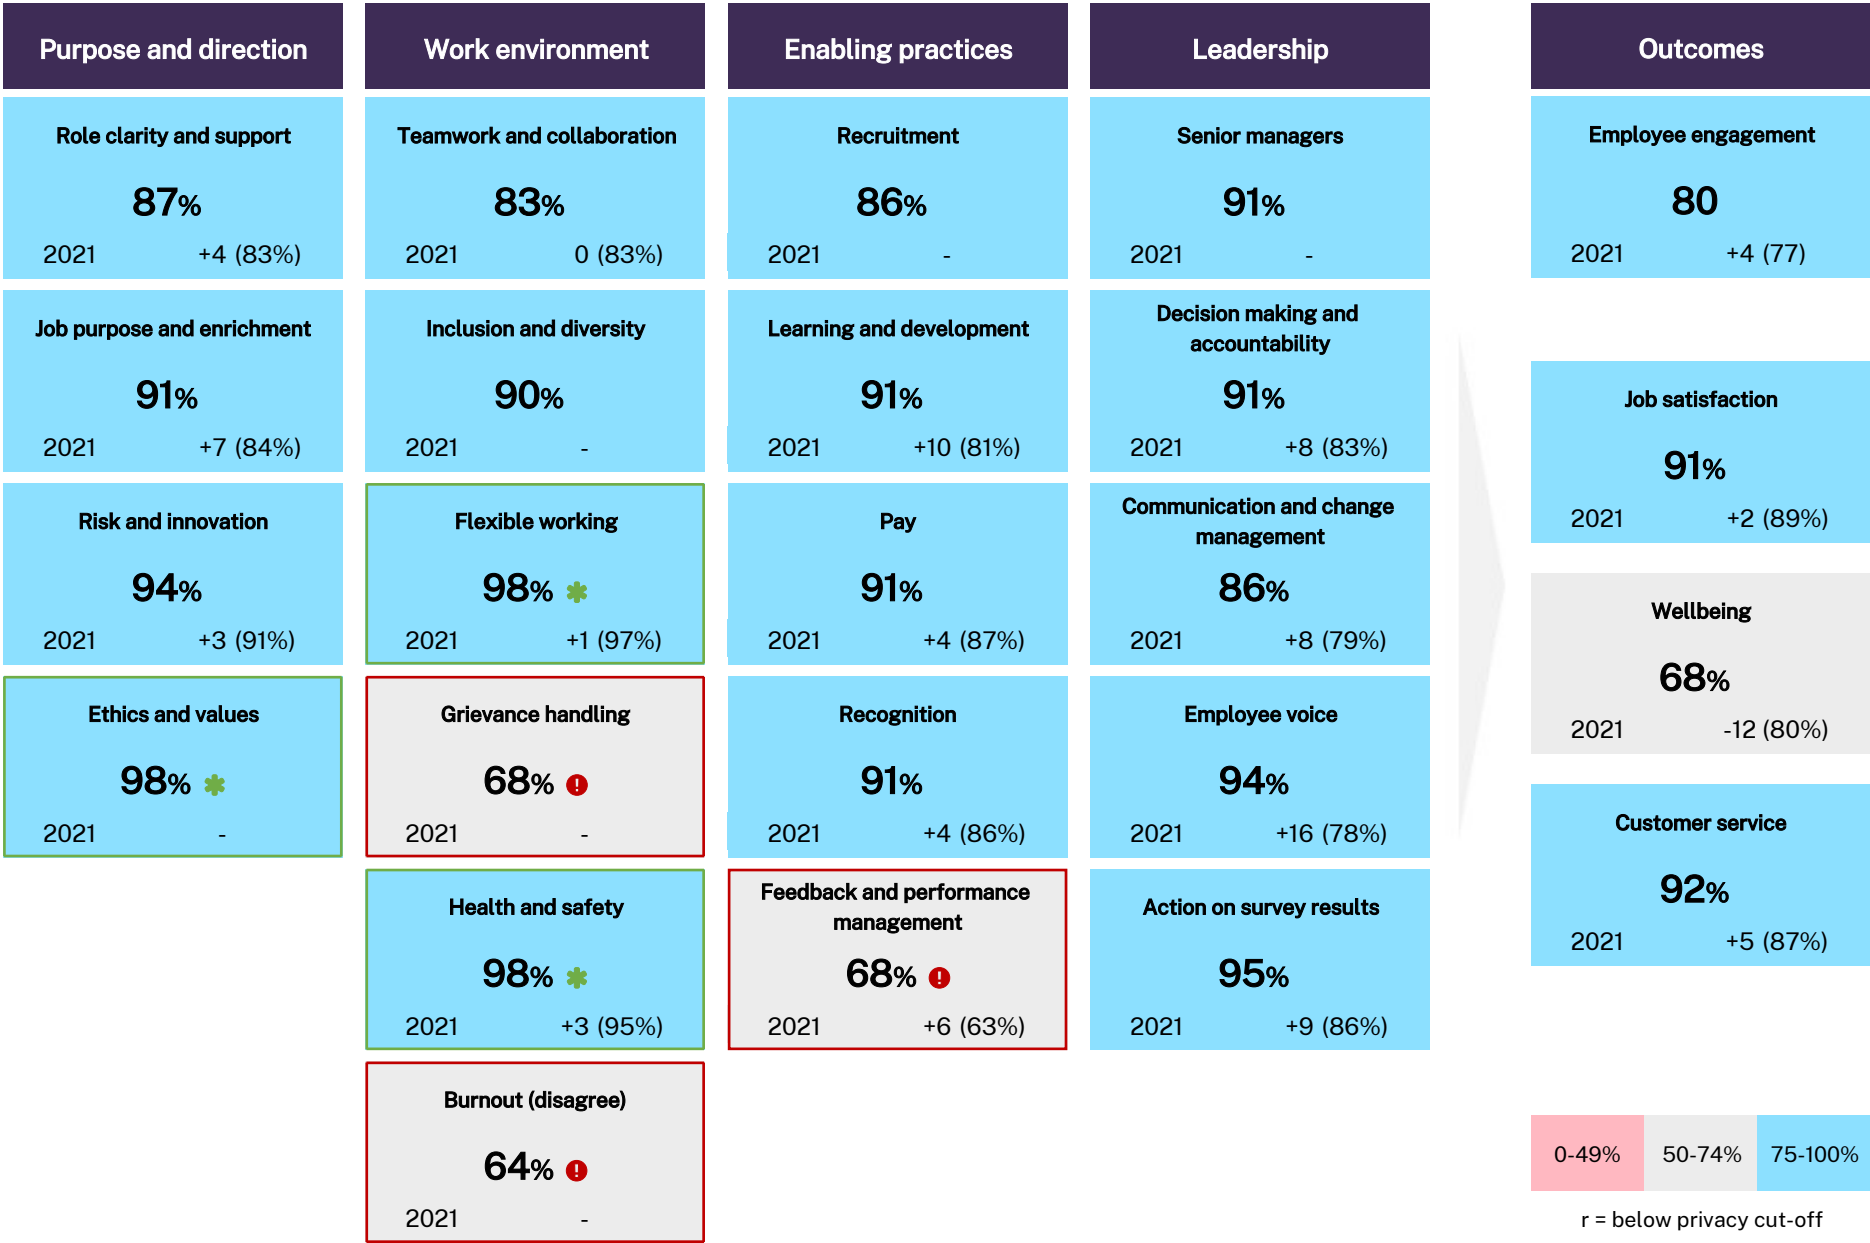 Purpose and direction
Role clarity and support
87%
2021 +4 (83%)
Job purpose and enrichment
91%
2021 +7 (84%)
Risk and innovation
94%
2021 +3 (91%)
Ethics and values
98%
2021 -
Work environment
Teamwork and collaboration
83%
2021 0 (83%)
Inclusion and diversity
90%
2021 -
Flexible working
98%
2021 +1 (97%)
Grievance handling
68%
2021 -
Health and safety
98%
2021 +3 (95%)
Burnout (disagree)
64%
2021 -
Enabling practices
Recruitment
86%
2021 -
Learning and development
91%
2021 +10 (81%)
Pay
91%
2021 +4 (87%)
Recognition
91%
2021 +4 (86%)
Feedback and performance
management
68%
2021 +6 (63%)
Leadership
Senior managers
91%
2021 -
Decision making and
accountability
91%
2021 +8 (83%)
Communication and change
management
86%
2021 +8 (79%)
Employee voice
94%
2021 +16 (78%)
Action on survey results
95%
2021 +9 (86%)
Outcomes
Employee engagement
80
2021 +4 (77)
Job satisfaction
91%
2021 +2 (89%)
Wellbeing
68%
2021 -12 (80%)
Customer service
92%
2021 +5 (87%)
0-49% 50-74% 75-100%
r = below privacy cut-off